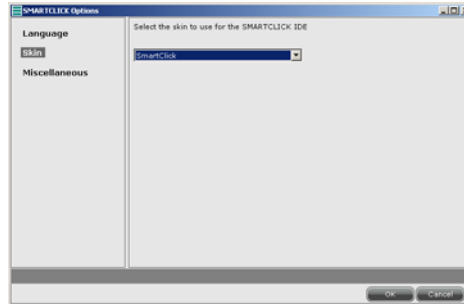 SMARTCLICK Options
Language
Skin
Miscellaneous
Select the skin to use for the SMARTCLICK IDE
SmartClick
OK
Cancel